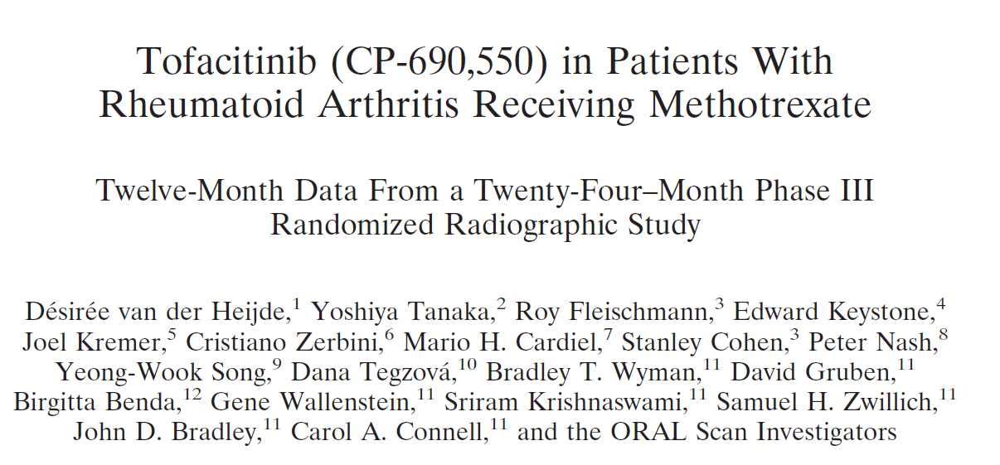 Tofacitinib (CP-690,550) in Patients With
Rheumatoid Arthritis Receiving Methotrexate
Twelve-Month Data From a Twenty-Four–Month Phase III
Randomized Radiographic Study
Désirée van der Heijde,¹ Yoshiya Tanaka,² Roy Fleischmann,³ Edward Keystone,⁴
Joel Kremer,⁵ Cristiano Zerbini,⁶ Mario H. Cardiel,⁷ Stanley Cohen,³ Peter Nash,⁸
Yeong-Wook Song,⁹ Dana Tegzová,¹⁰ Bradley T. Wyman,¹¹ David Gruben,¹¹
Birgitta Benda,¹² Gene Wallenstein,¹¹ Sriram Krishnaswami,¹¹ Samuel H. Zwillich,¹¹
John D. Bradley,¹¹ Carol A. Connell,¹¹ and the ORAL Scan Investigators